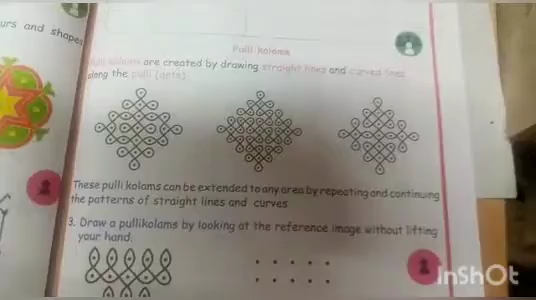 urs and shapes
Pulli kolams
Pulli kolams are created by drawing straight lines and curved lines
along the pulli (dots).
These pulli kolams can be extended to any area by repeating and continuing
the patterns of straight lines and curves
3. Draw a pullikolams by looking at the reference image without lifting
your hand.
InShOt